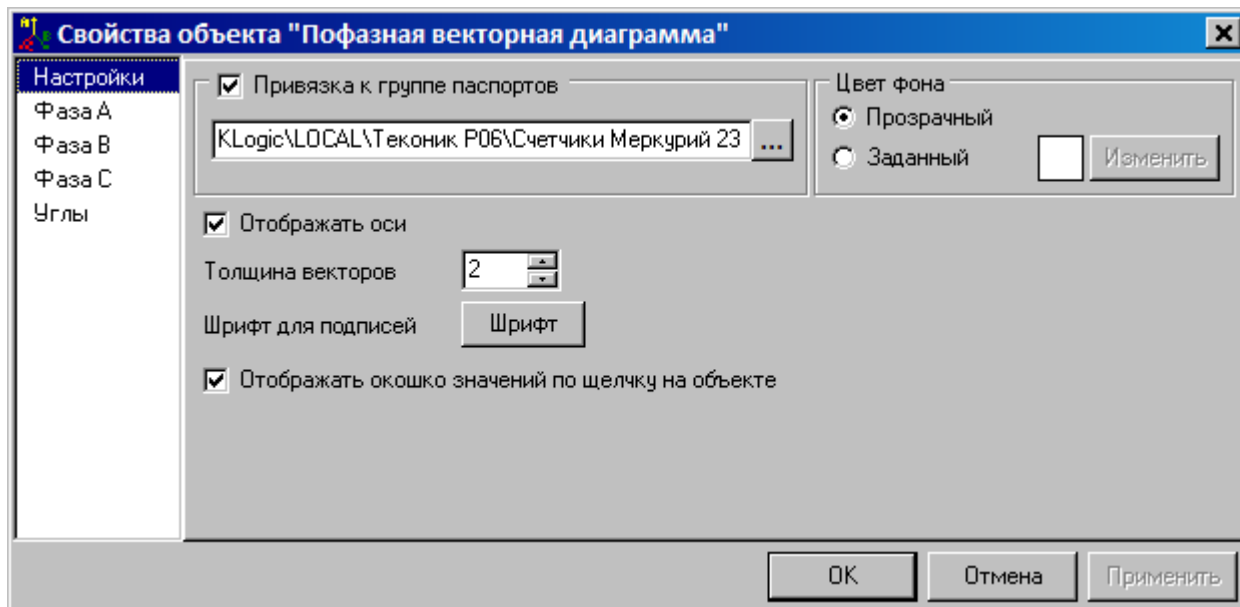 Свойства объекта "Пофазная векторная диаграмма"
Настройки
Фаза A
Фаза B
Фаза C
Углы
Привязка к группе паспортов
KLogic\LOCAL\Теконик P06\Счетчики Меркурий 23
...
Цвет фона
Прозрачный
Заданный
Изменить
Отображать оси
Толщина векторов
2
Шрифт для подписей
Шрифт
Отображать окошко значений по щелчку на объекте
OK
Отмена
Применить